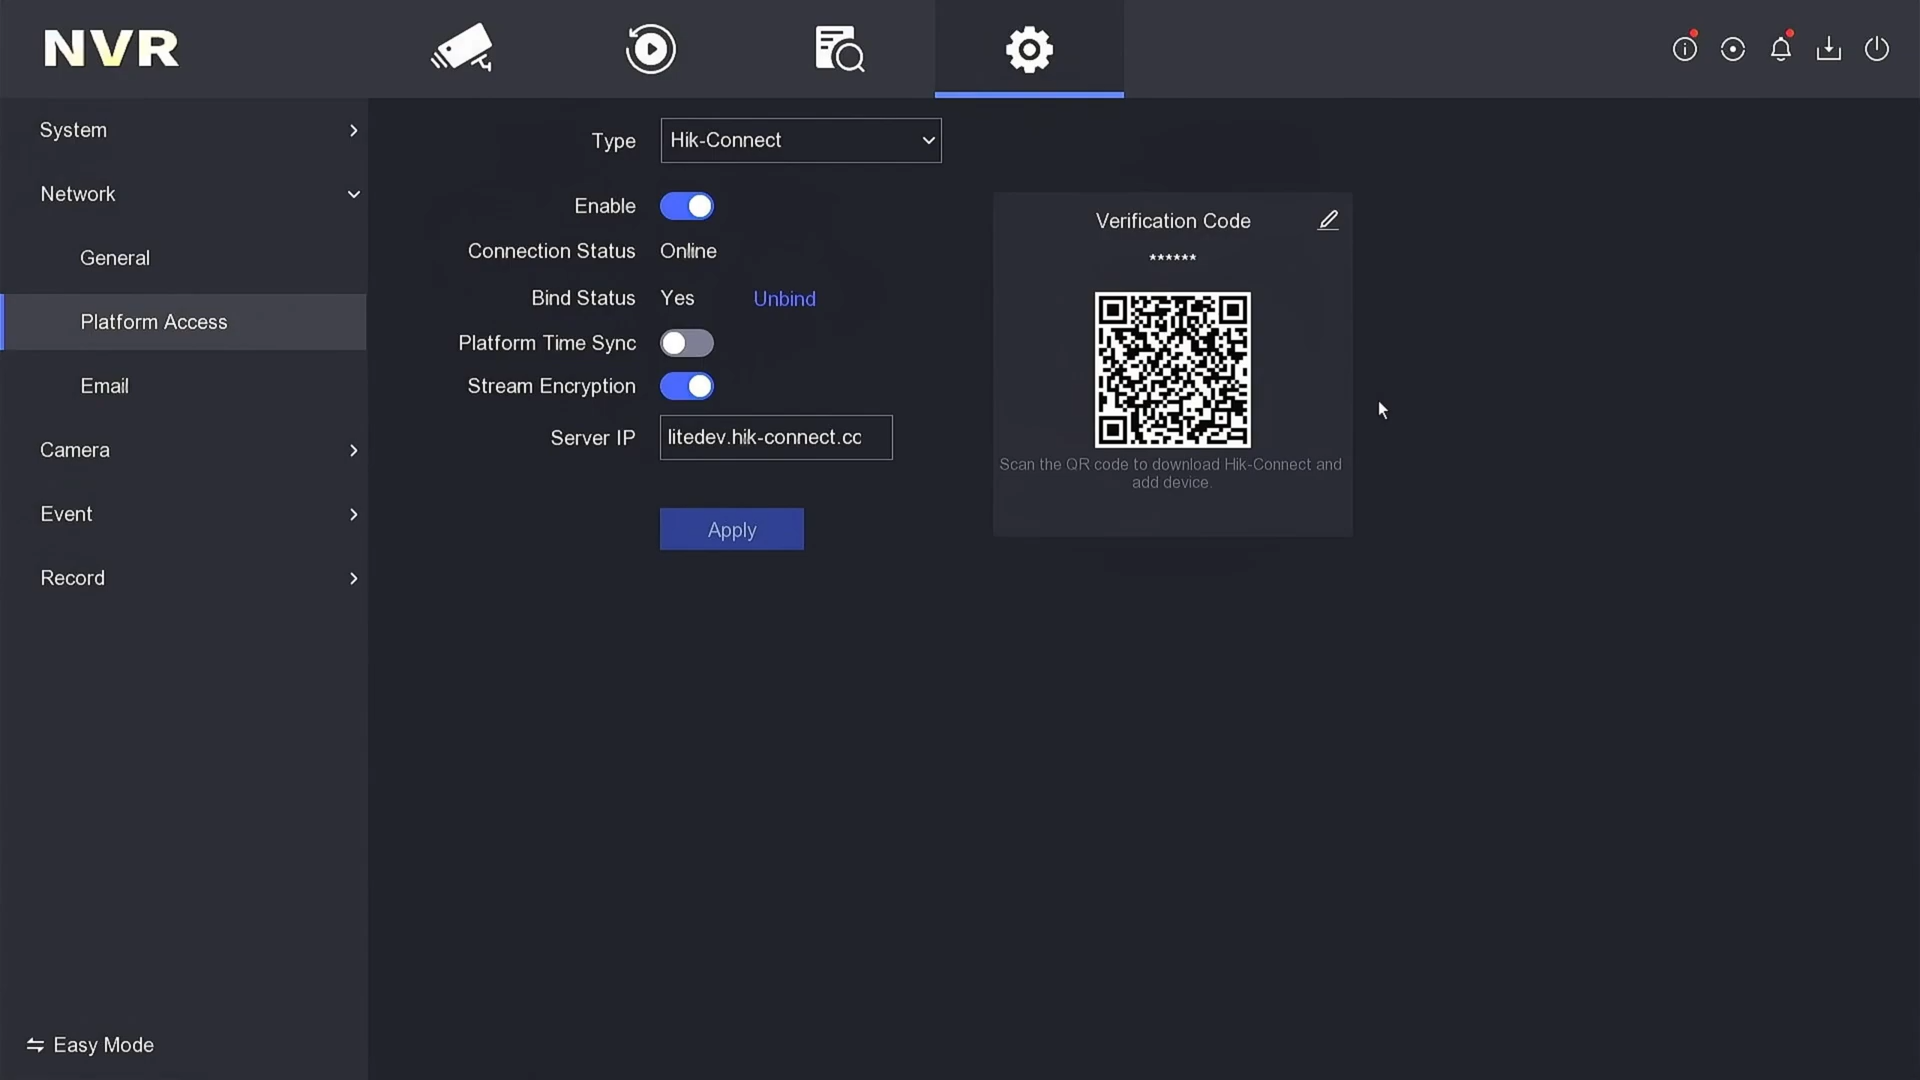 NVR
System
Network
General
Platform Access
Email
Camera
Event
Record
Easy Mode
Type Hik-Connect
Enable
Connection Status Online
Bind Status Yes Unbind
Platform Time Sync
Stream Encryption
Server IP litedev.hik-connect.cc
Apply
Verification Code
******
Scan the QR code to download Hik-Connect and
add device.